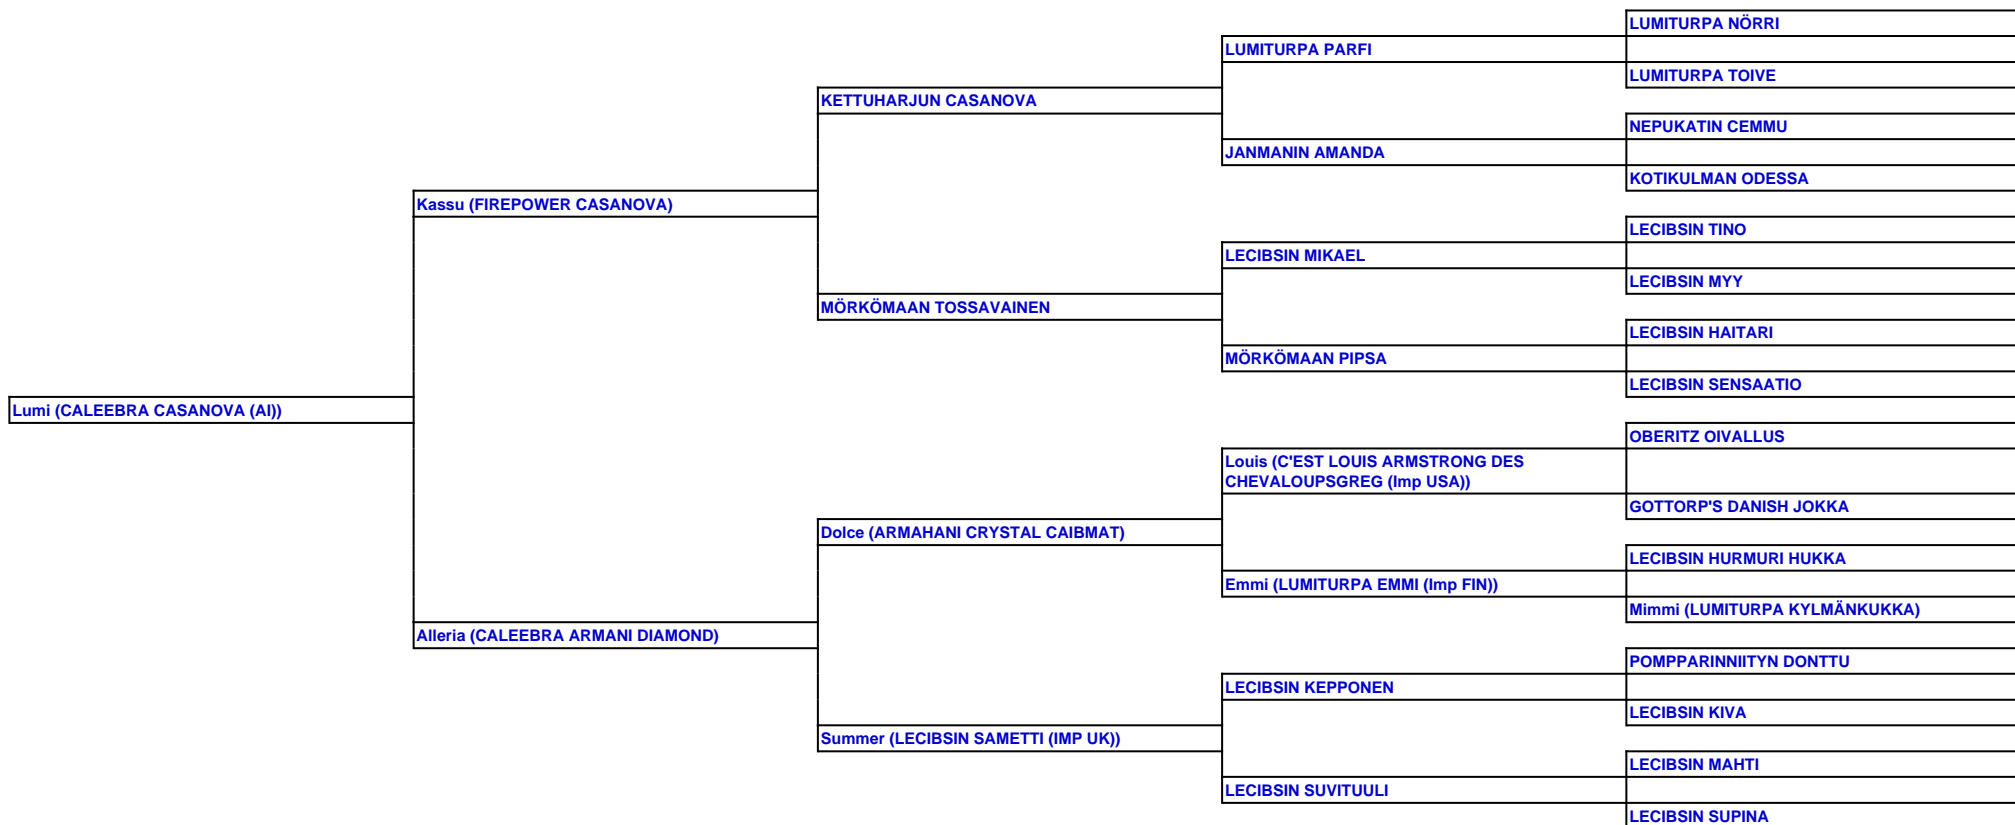 LUMITURPA NÖRRI
LUMITURPA PARFI
LUMITURPA TOIVE
KETTUHARJUN CASANOVA
NEPUKATIN CEMMU
JANMANIN AMANDA
KOTIKULMAN ODESSA
Kassu (FIREPOWER CASANOVA)
LECIBSIN TINO
LECIBSIN MIKAEL
LECIBSIN MYY
MÖRKÖMAAN TOSSAVAINEN
LECIBSIN HAITARI
MÖRKÖMAAN PIPSA
LECIBSIN SENSAATIO
Lumi (CALEEBRA CASANOVA (AI))
OBERITZ OIVALLUS
Louis (C'EST LOUIS ARMSTRONG DES
CHEVALOUPSGREG (Imp USA))
GOTTORP'S DANISH JOKKA
Dolce (ARMAHANI CRYSTAL CAIBMAT)
LECIBSIN HURMURI HUKKA
Emmi (LUMITURPA EMMI (Imp FIN))
Mimmi (LUMITURPA KYLMÄNKUKKA)
Alleria (CALEEBRA ARMANI DIAMOND)
POMPPARINNIITYN DONTTU
LECIBSIN KEPPONEN
LECIBSIN KIVA
Summer (LECIBSIN SAMETTI (IMP UK))
LECIBSIN MAHTI
LECIBSIN SUVITUULI
LECIBSIN SUPINA